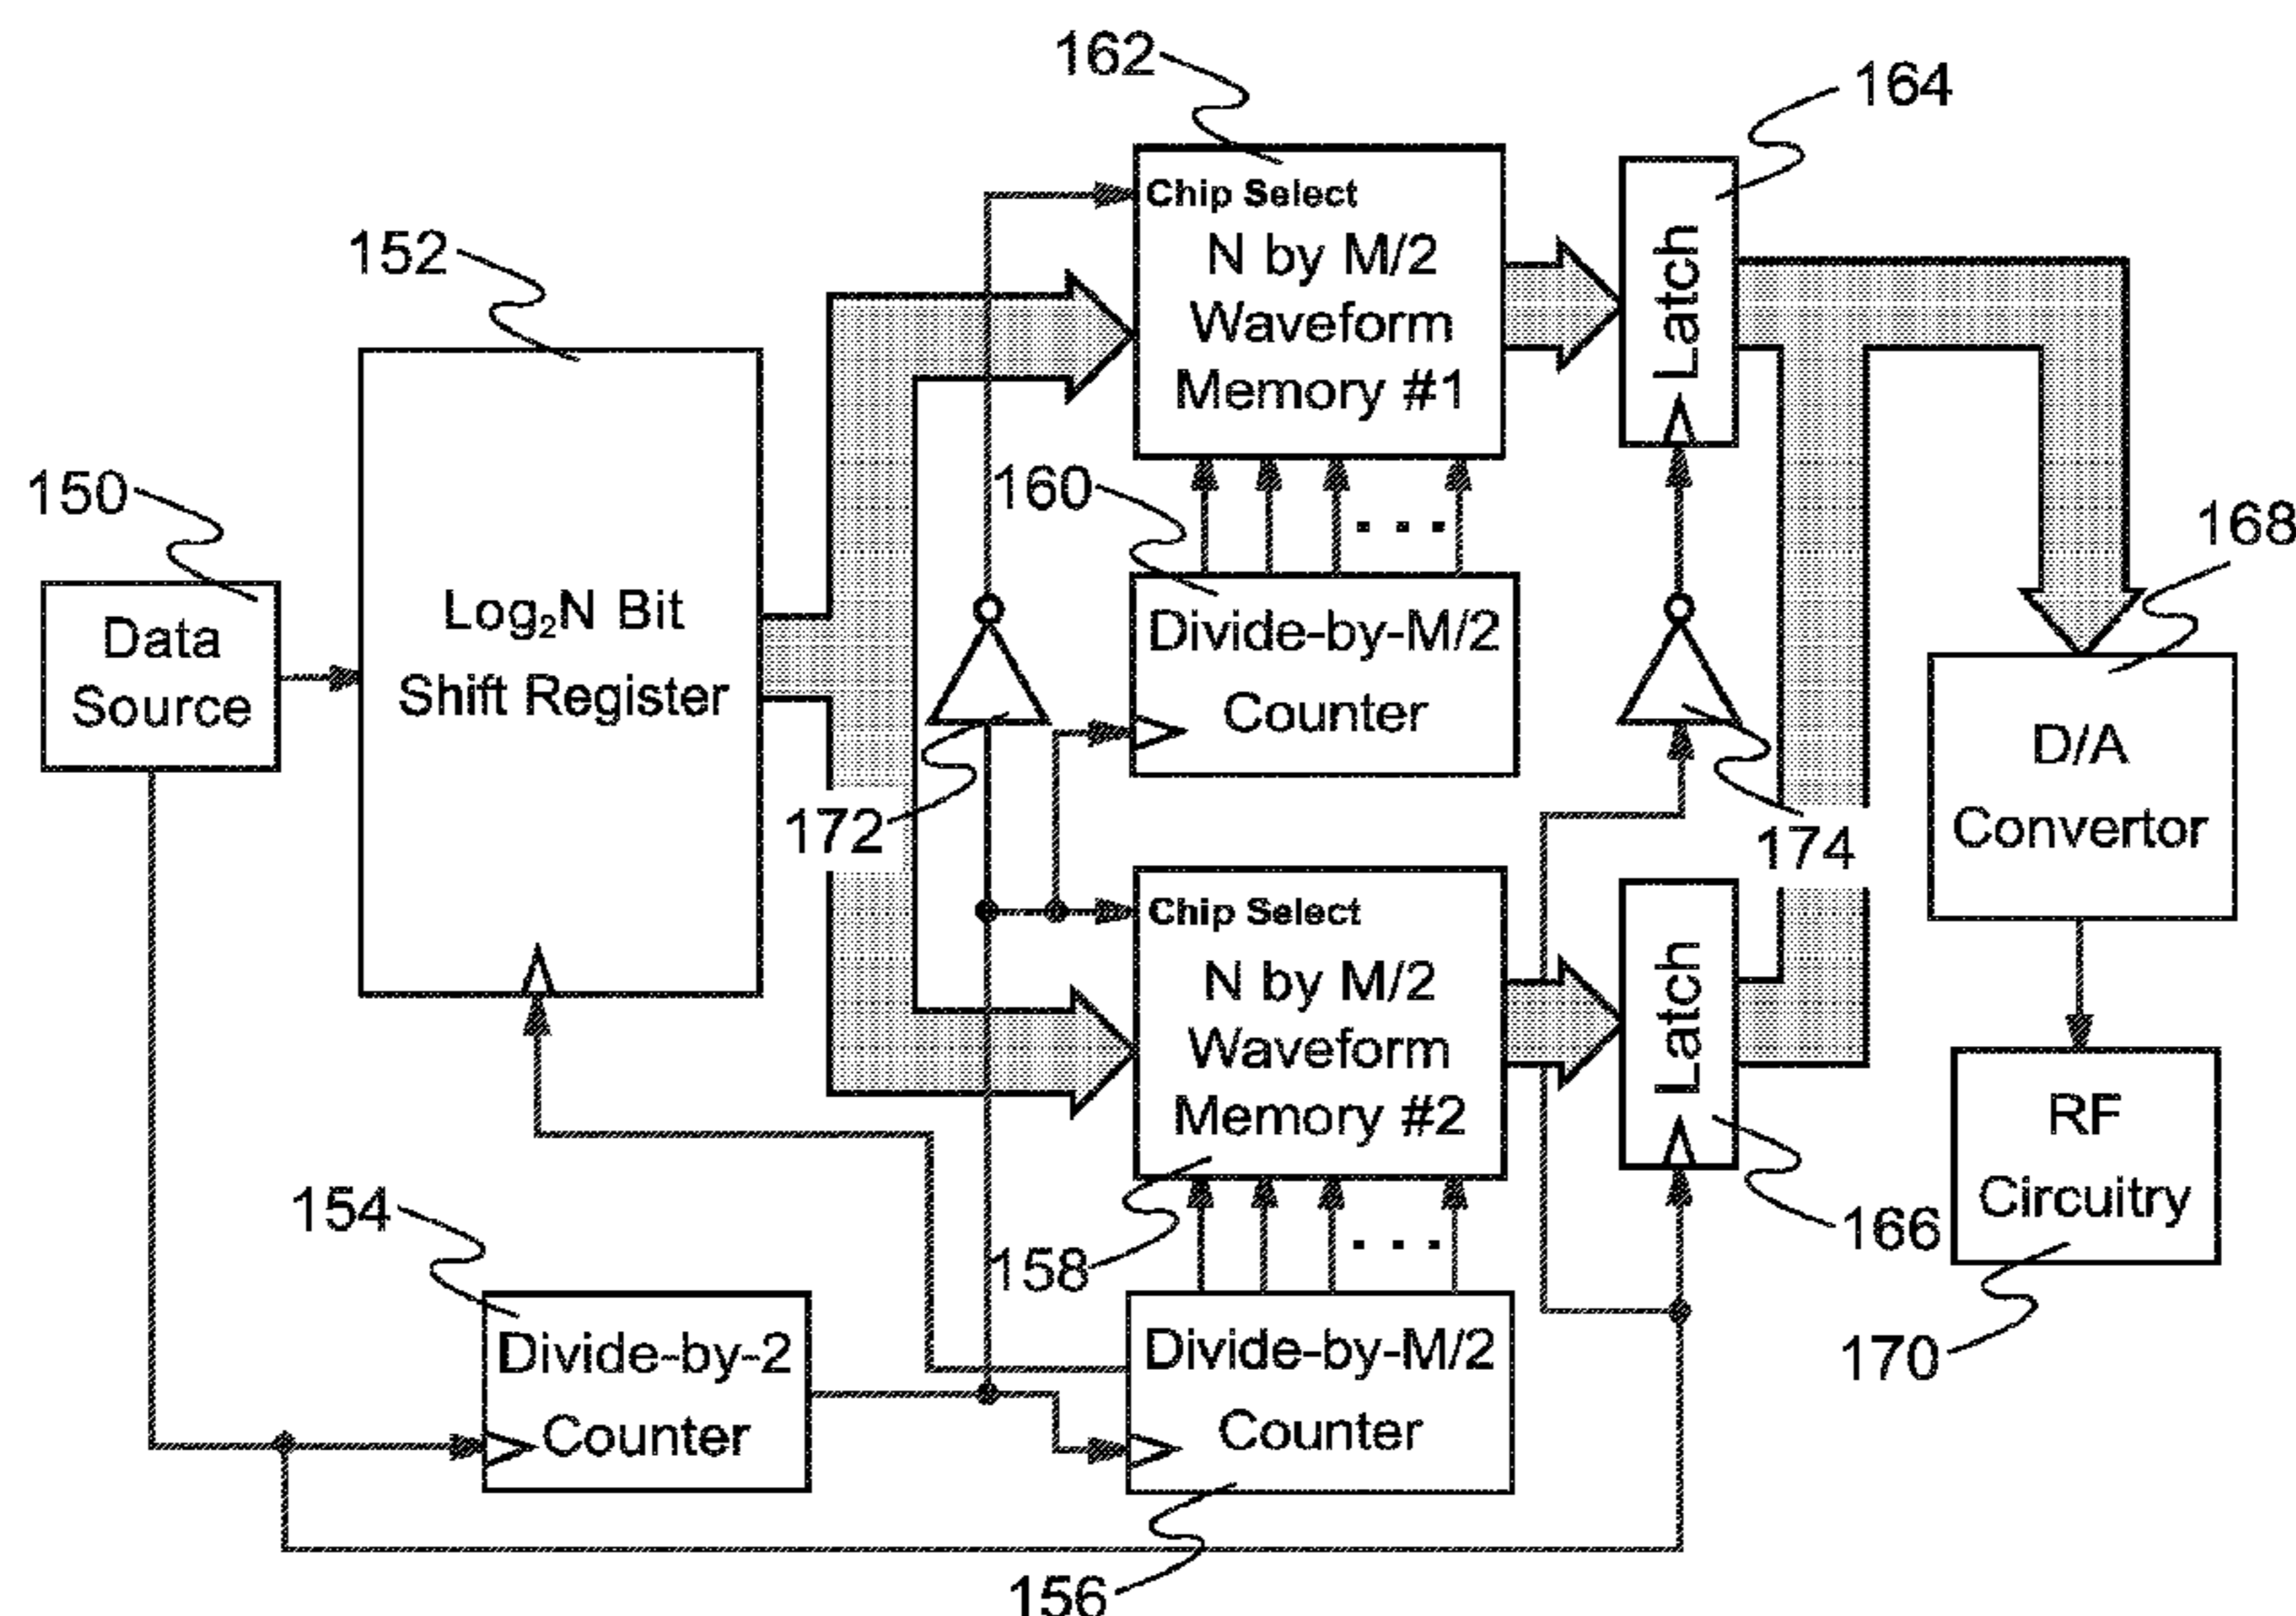 162
164
Chip Select
N by M/2
Waveform
Memory #1
Latch
152
Log₂N Bit
Shift Register
150
Data
Source
160
Divide-by-M/2
Counter
168
D/A
Convertor
172
174
Chip Select
N by M/2
Waveform
Memory #2
Latch
RF
Circuitry
166
170
154
Divide-by-2
Counter
158
Divide-by-M/2
Counter
156